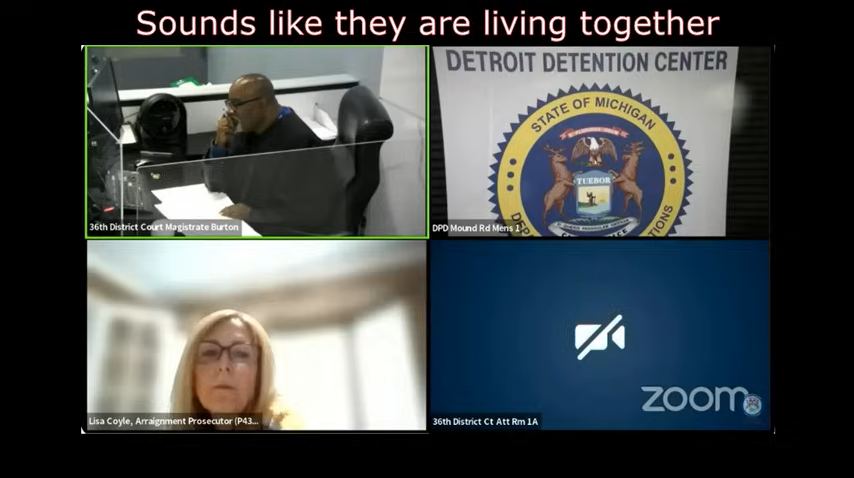 Sounds like they are living together
36th District Court Magistrate Burton
DETROIT DETENTION CENTER
STATE OF MICHIGAN
TUEBOR
DPD Mound Rd Mens 1
Lisa Coyle, Arraignment Prosecutor (P43...
zoom
36th District Ct Att Rm 1A